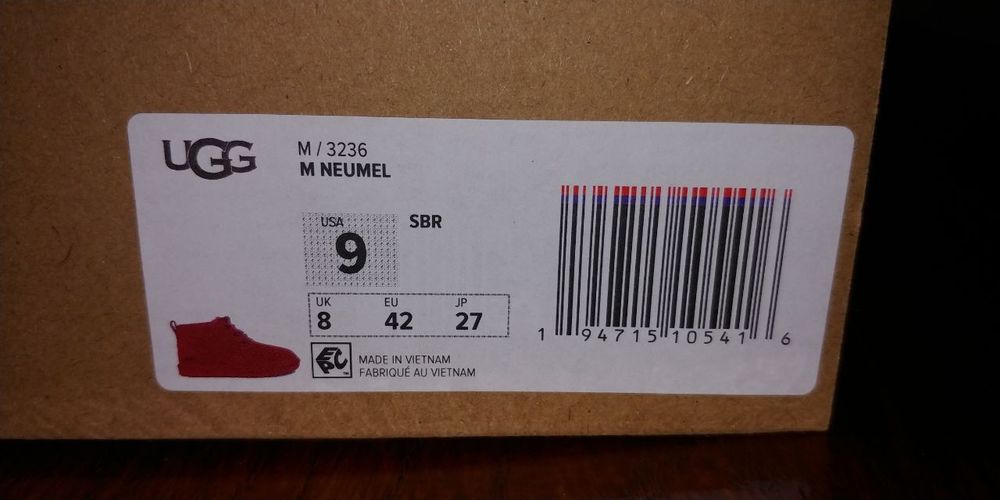 UGG
M / 3236
M NEUMEL
USA
9
SBR
UK EU JP
8 42 27
EPC™
MADE IN VIETNAM
FABRIQUÉ AU VIETNAM
1 94715 10541 6